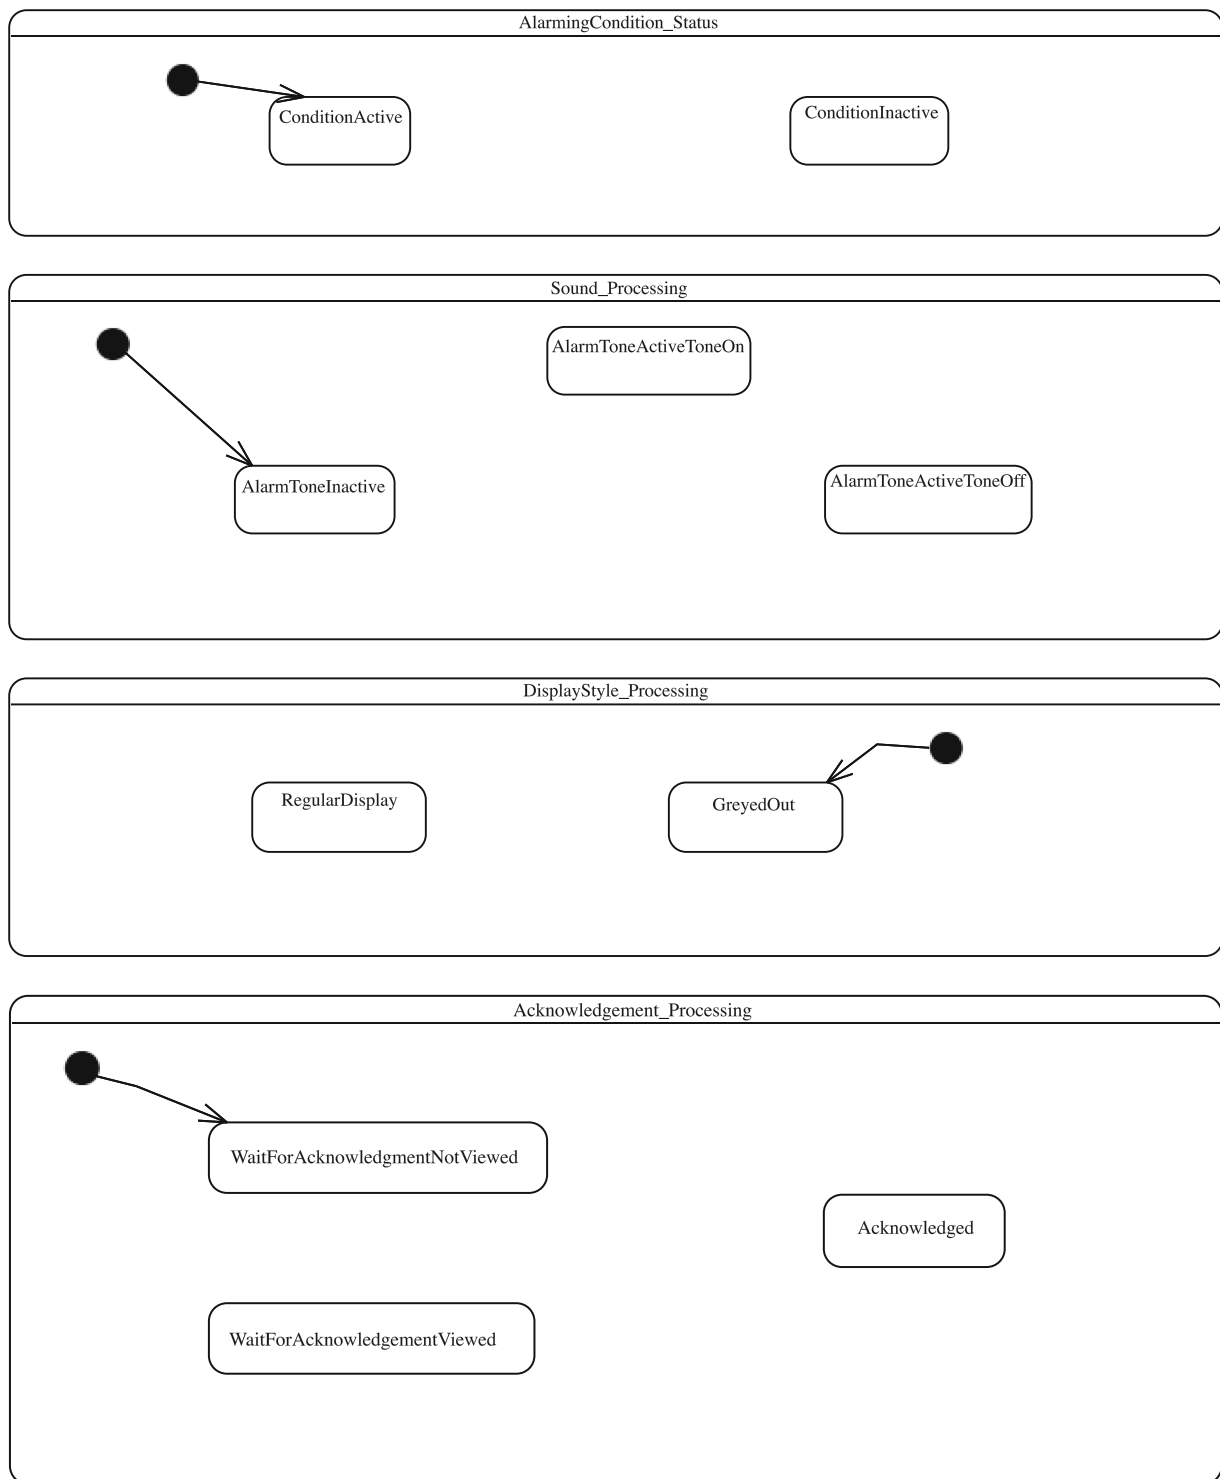 AlarmingCondition_Status
ConditionActive
ConditionInactive
Sound_Processing
AlarmToneActiveToneOn
AlarmToneInactive
AlarmToneActiveToneOff
DisplayStyle_Processing
RegularDisplay
GreyedOut
Acknowledgement_Processing
WaitForAcknowledgmentNotViewed
Acknowledged
WaitForAcknowledgementViewed